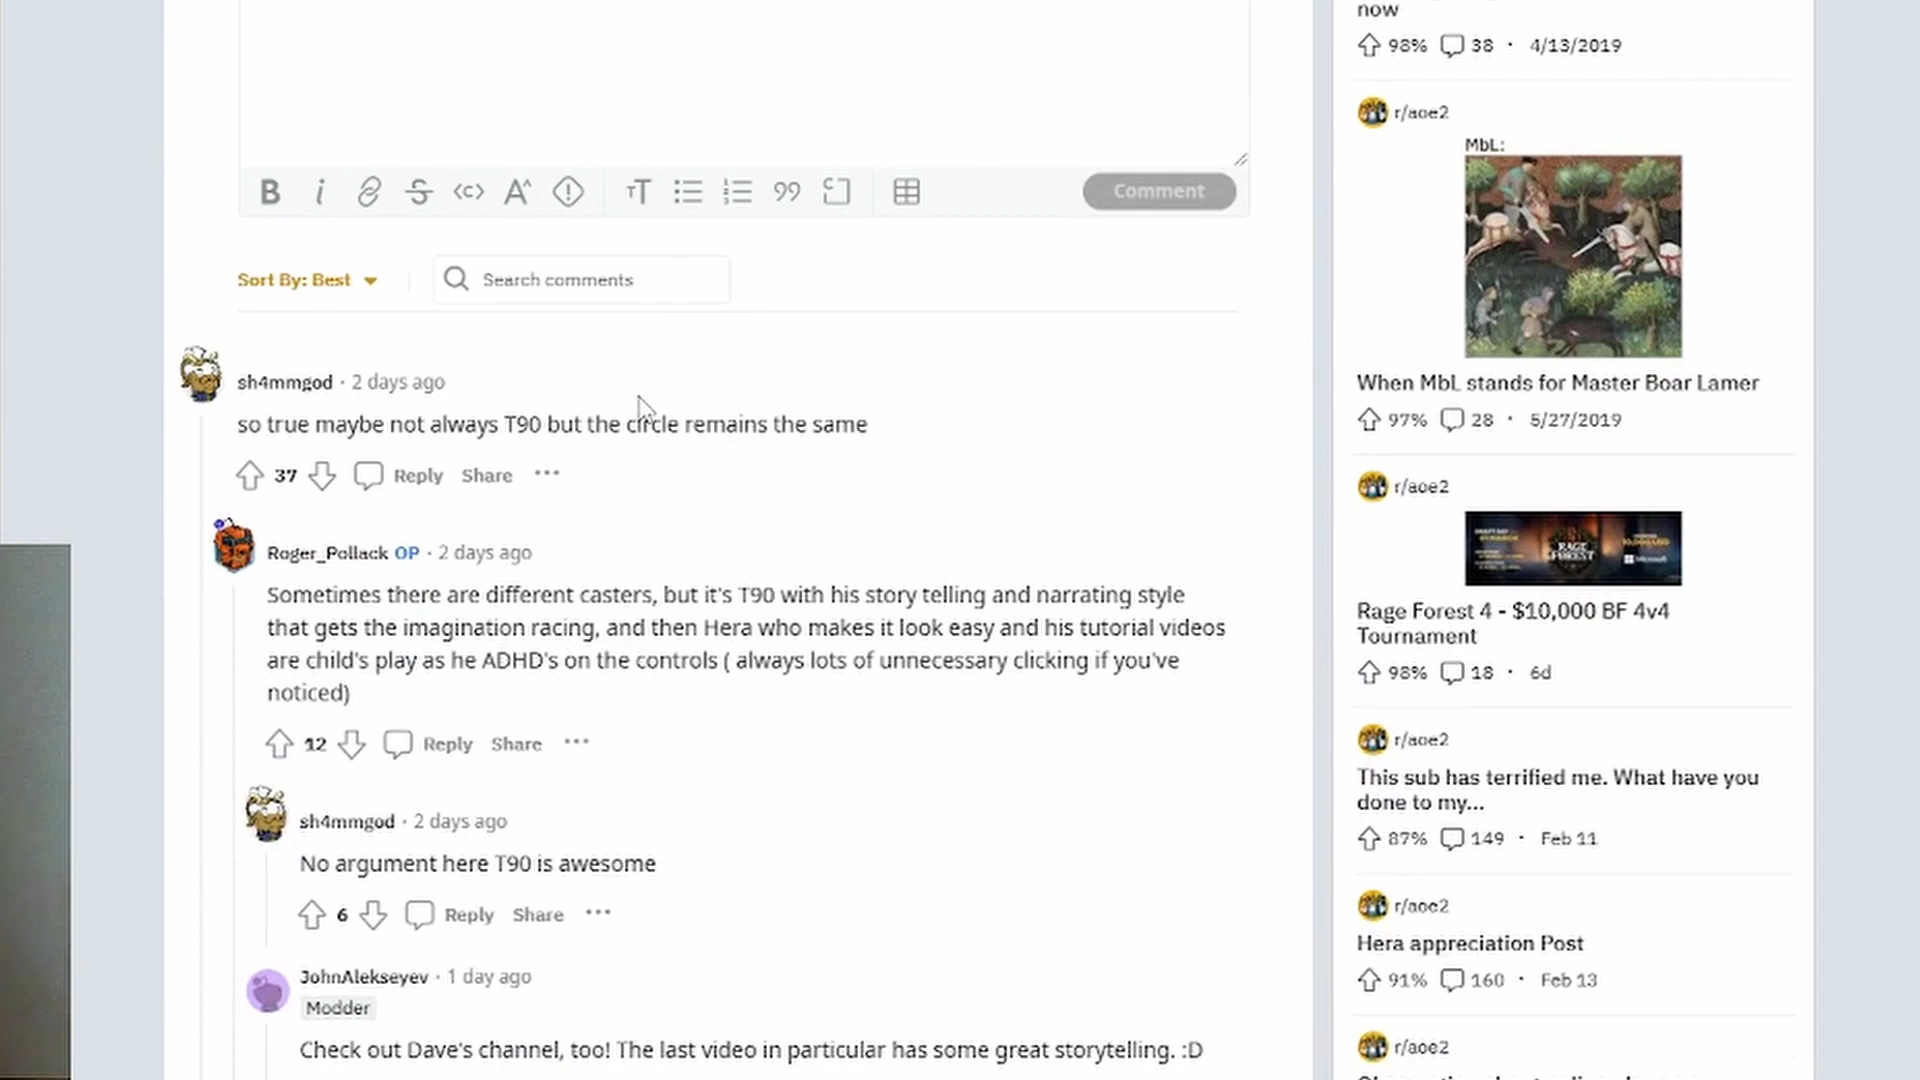 B i <c> A^ тT 99
Comment
Sort By: Best
Search comments
sh4mmgod · 2 days ago
so true maybe not always T90 but the circle remains the same
37 Reply Share ...
Roger_Pollack OP · 2 days ago
Sometimes there are different casters, but it's T90 with his story telling and narrating style
that gets the imagination racing, and then Hera who makes it look easy and his tutorial videos
are child's play as he ADHD's on the controls ( always lots of unnecessary clicking if you've
noticed)
12 Reply Share ...
sh4mmgod · 2 days ago
No argument here T90 is awesome
6 Reply Share ...
JohnAlekseyev · 1 day ago
Modder
Check out Dave's channel, too! The last video in particular has some great storytelling. :D
now
98% 38 · 4/13/2019
r/aoe2
MbL:
When MbL stands for Master Boar Lamer
97% 28 · 5/27/2019
r/aoe2
RAGE
FOREST
Microsoft
Rage Forest 4 - $10,000 BF 4v4
Tournament
98% 18 · 6d
r/aoe2
This sub has terrified me. What have you
done to my...
87% 149 · Feb 11
r/aoe2
Hera appreciation Post
91% 160 · Feb 13
r/aoe2